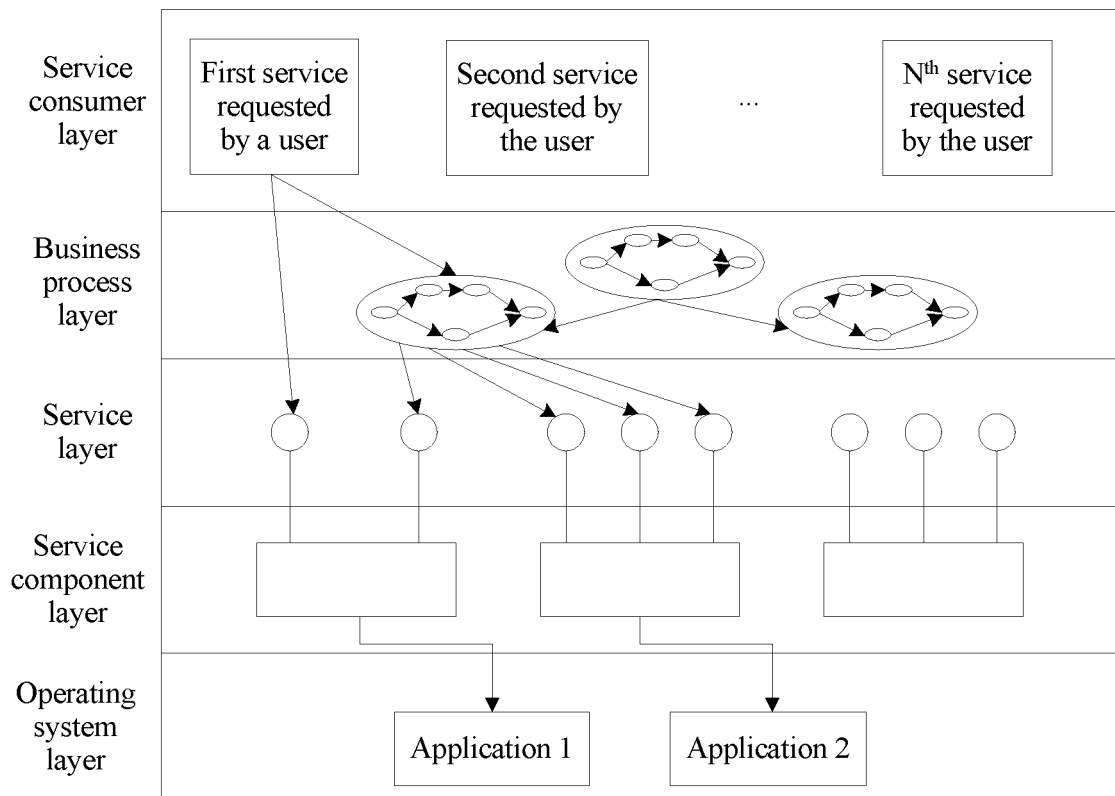 Service
consumer
layer
First service
requested
by a user
Second service
requested by
the user
...
Nth service
requested
by the user
Business
process
layer
Service
layer
Service
component
layer
Operating
system
layer
Application 1
Application 2